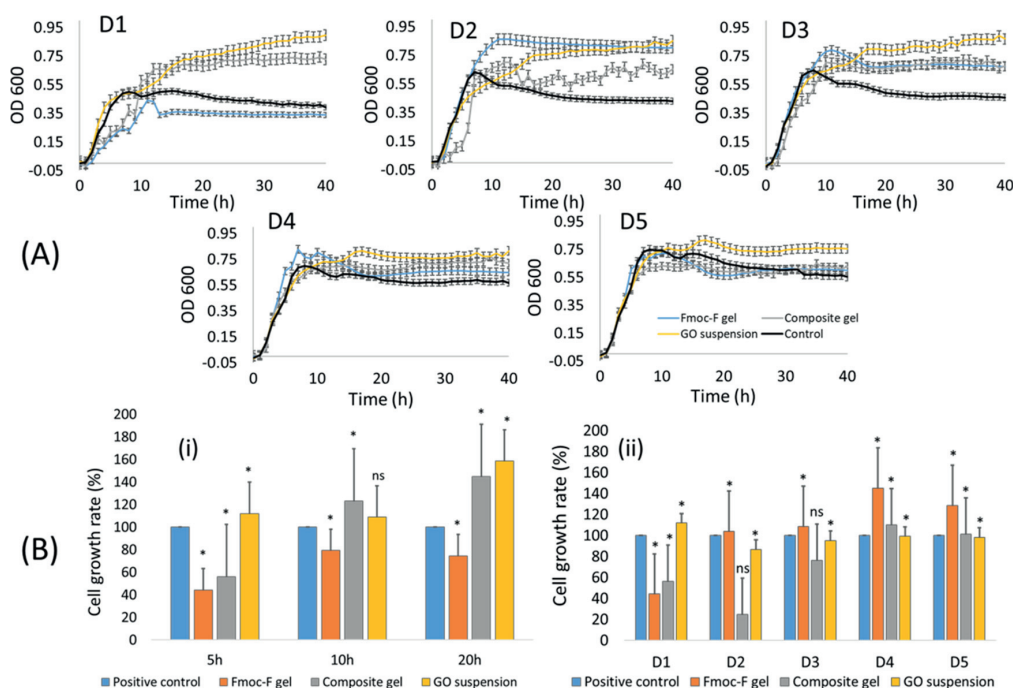 D1
D2
D3
0.95
0.75
0.55
0.35
0.15
-0.05
OD 600
0 10 20 30 40
Time (h)
0.95
0.75
0.55
0.35
0.15
-0.05
OD 600
0 10 20 30 40
Time (h)
0.95
0.75
0.55
0.35
0.15
-0.05
OD 600
0 10 20 30 40
Time (h)
(A)
D4
D5
0.95
0.75
0.55
0.35
0.15
-0.05
OD 600
0 10 20 30 40
Time (h)
0.95
0.75
0.55
0.35
0.15
-0.05
OD 600
Fmoc-F gel Composite gel
GO suspension Control
0 10 20 30 40
Time (h)
(B)
(i)
200
180
160
140
120
100
80
60
40
20
0
Cell growth rate (%)
* * * * * ns * * *
5h 10h 20h
Positive control Fmoc-F gel Composite gel GO suspension
(ii)
200
180
160
140
120
100
80
60
40
20
0
Cell growth rate (%)
* * * * ns * * ns * * * * * * *
D1 D2 D3 D4 D5
Positive control Fmoc-F gel Composite gel GO suspension